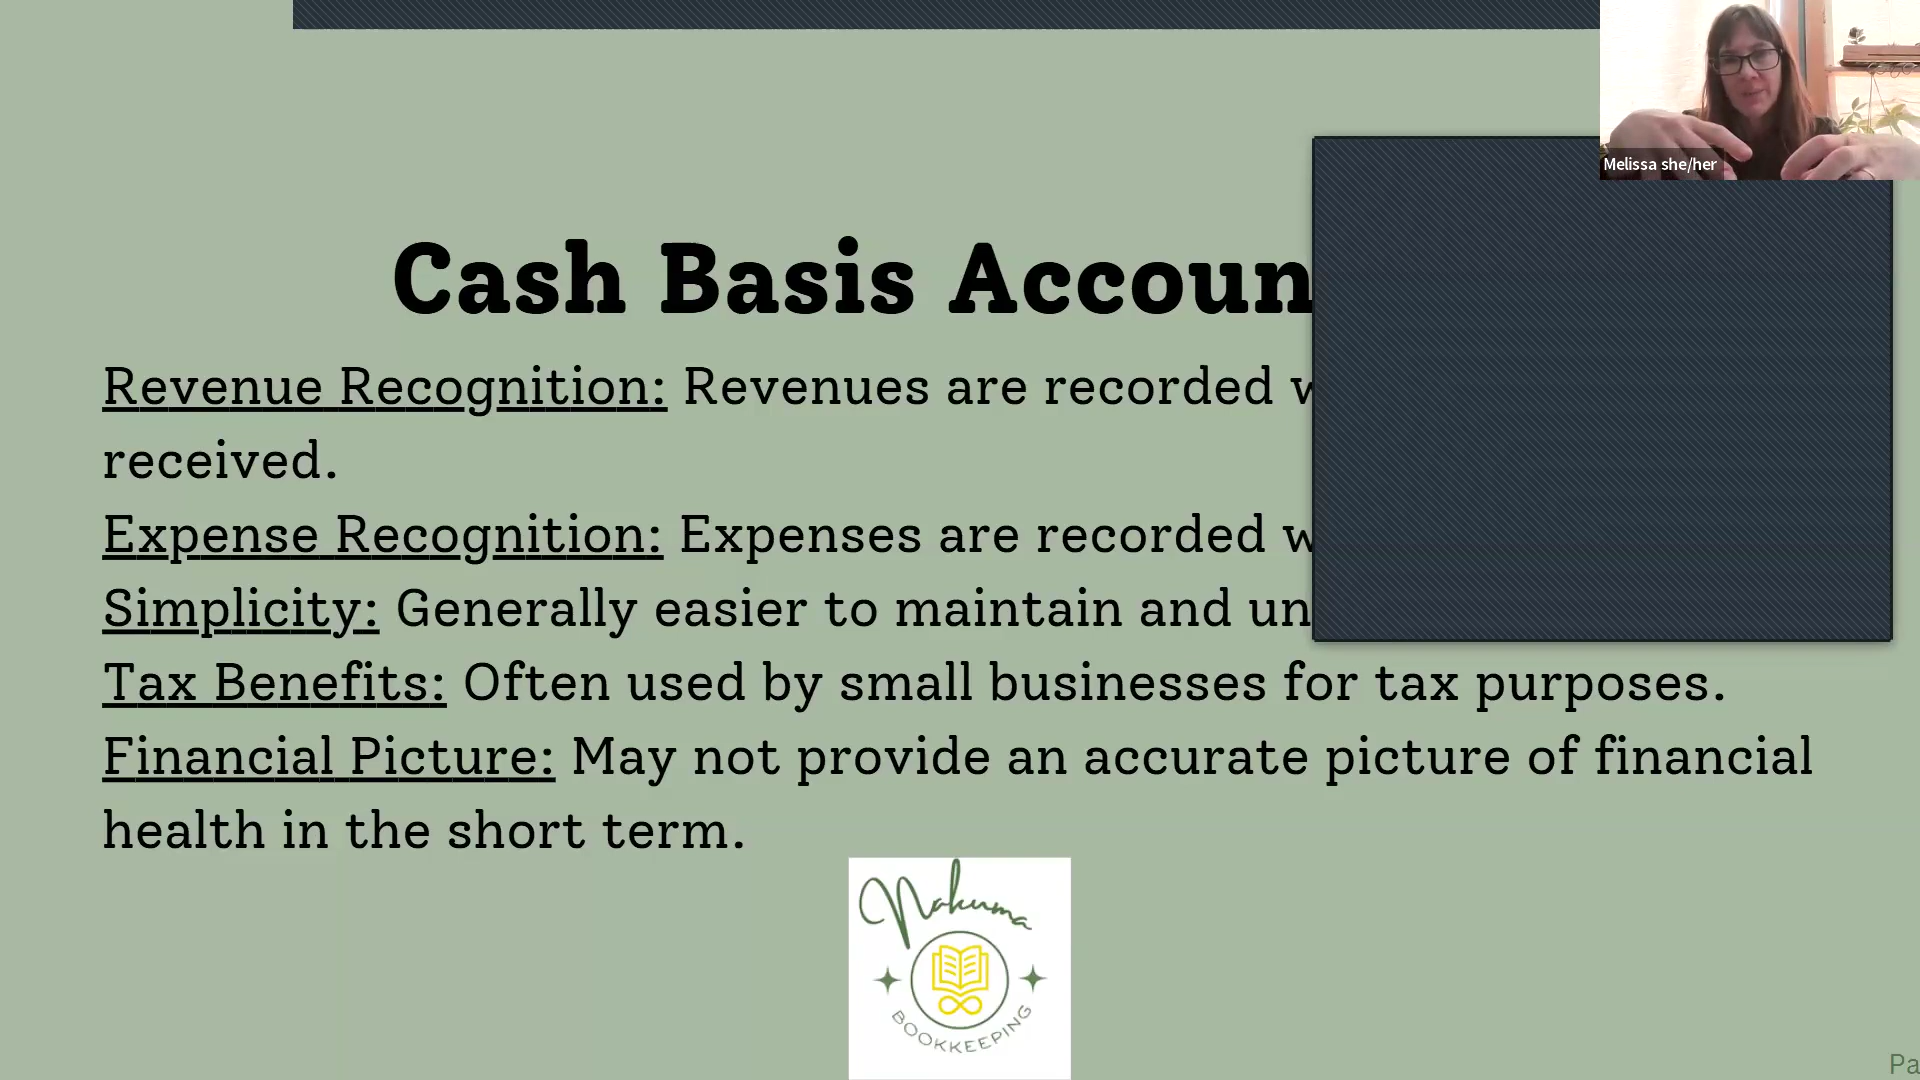 Melissa she/her
Cash Basis Accoun
Revenue Recognition: Revenues are recorded w
received.
Expense Recognition: Expenses are recorded w
Simplicity: Generally easier to maintain and un
Tax Benefits: Often used by small businesses for tax purposes.
Financial Picture: May not provide an accurate picture of financial
health in the short term.
Nakuma
BOOKKEEPING
Pa